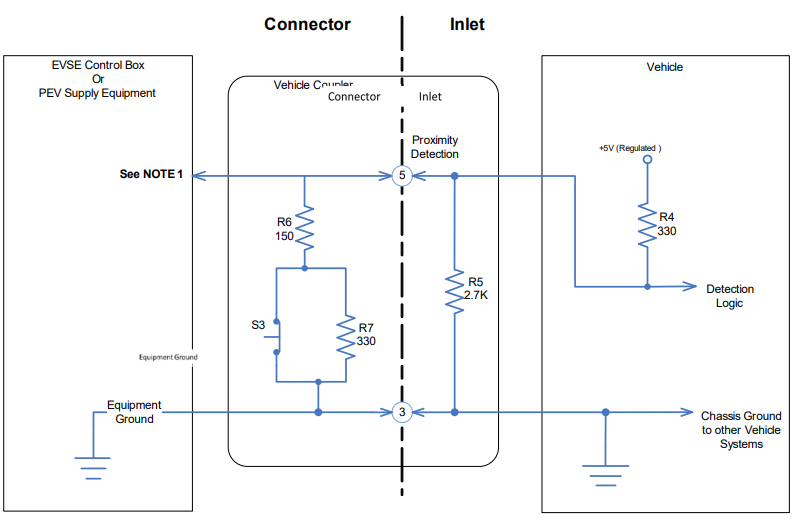 Connector
Inlet
EVSE Control Box
Or
PEV Supply Equipment
Vehicle
Vehicle Coupler
Connector
Inlet
Proximity
Detection
+5V (Regulated )
See NOTE 1
5
R6
150
R4
330
R5
2.7K
Detection
Logic
S3
R7
330
Equipment Ground
Equipment
Ground
3
Chassis Ground
to other Vehicle
Systems